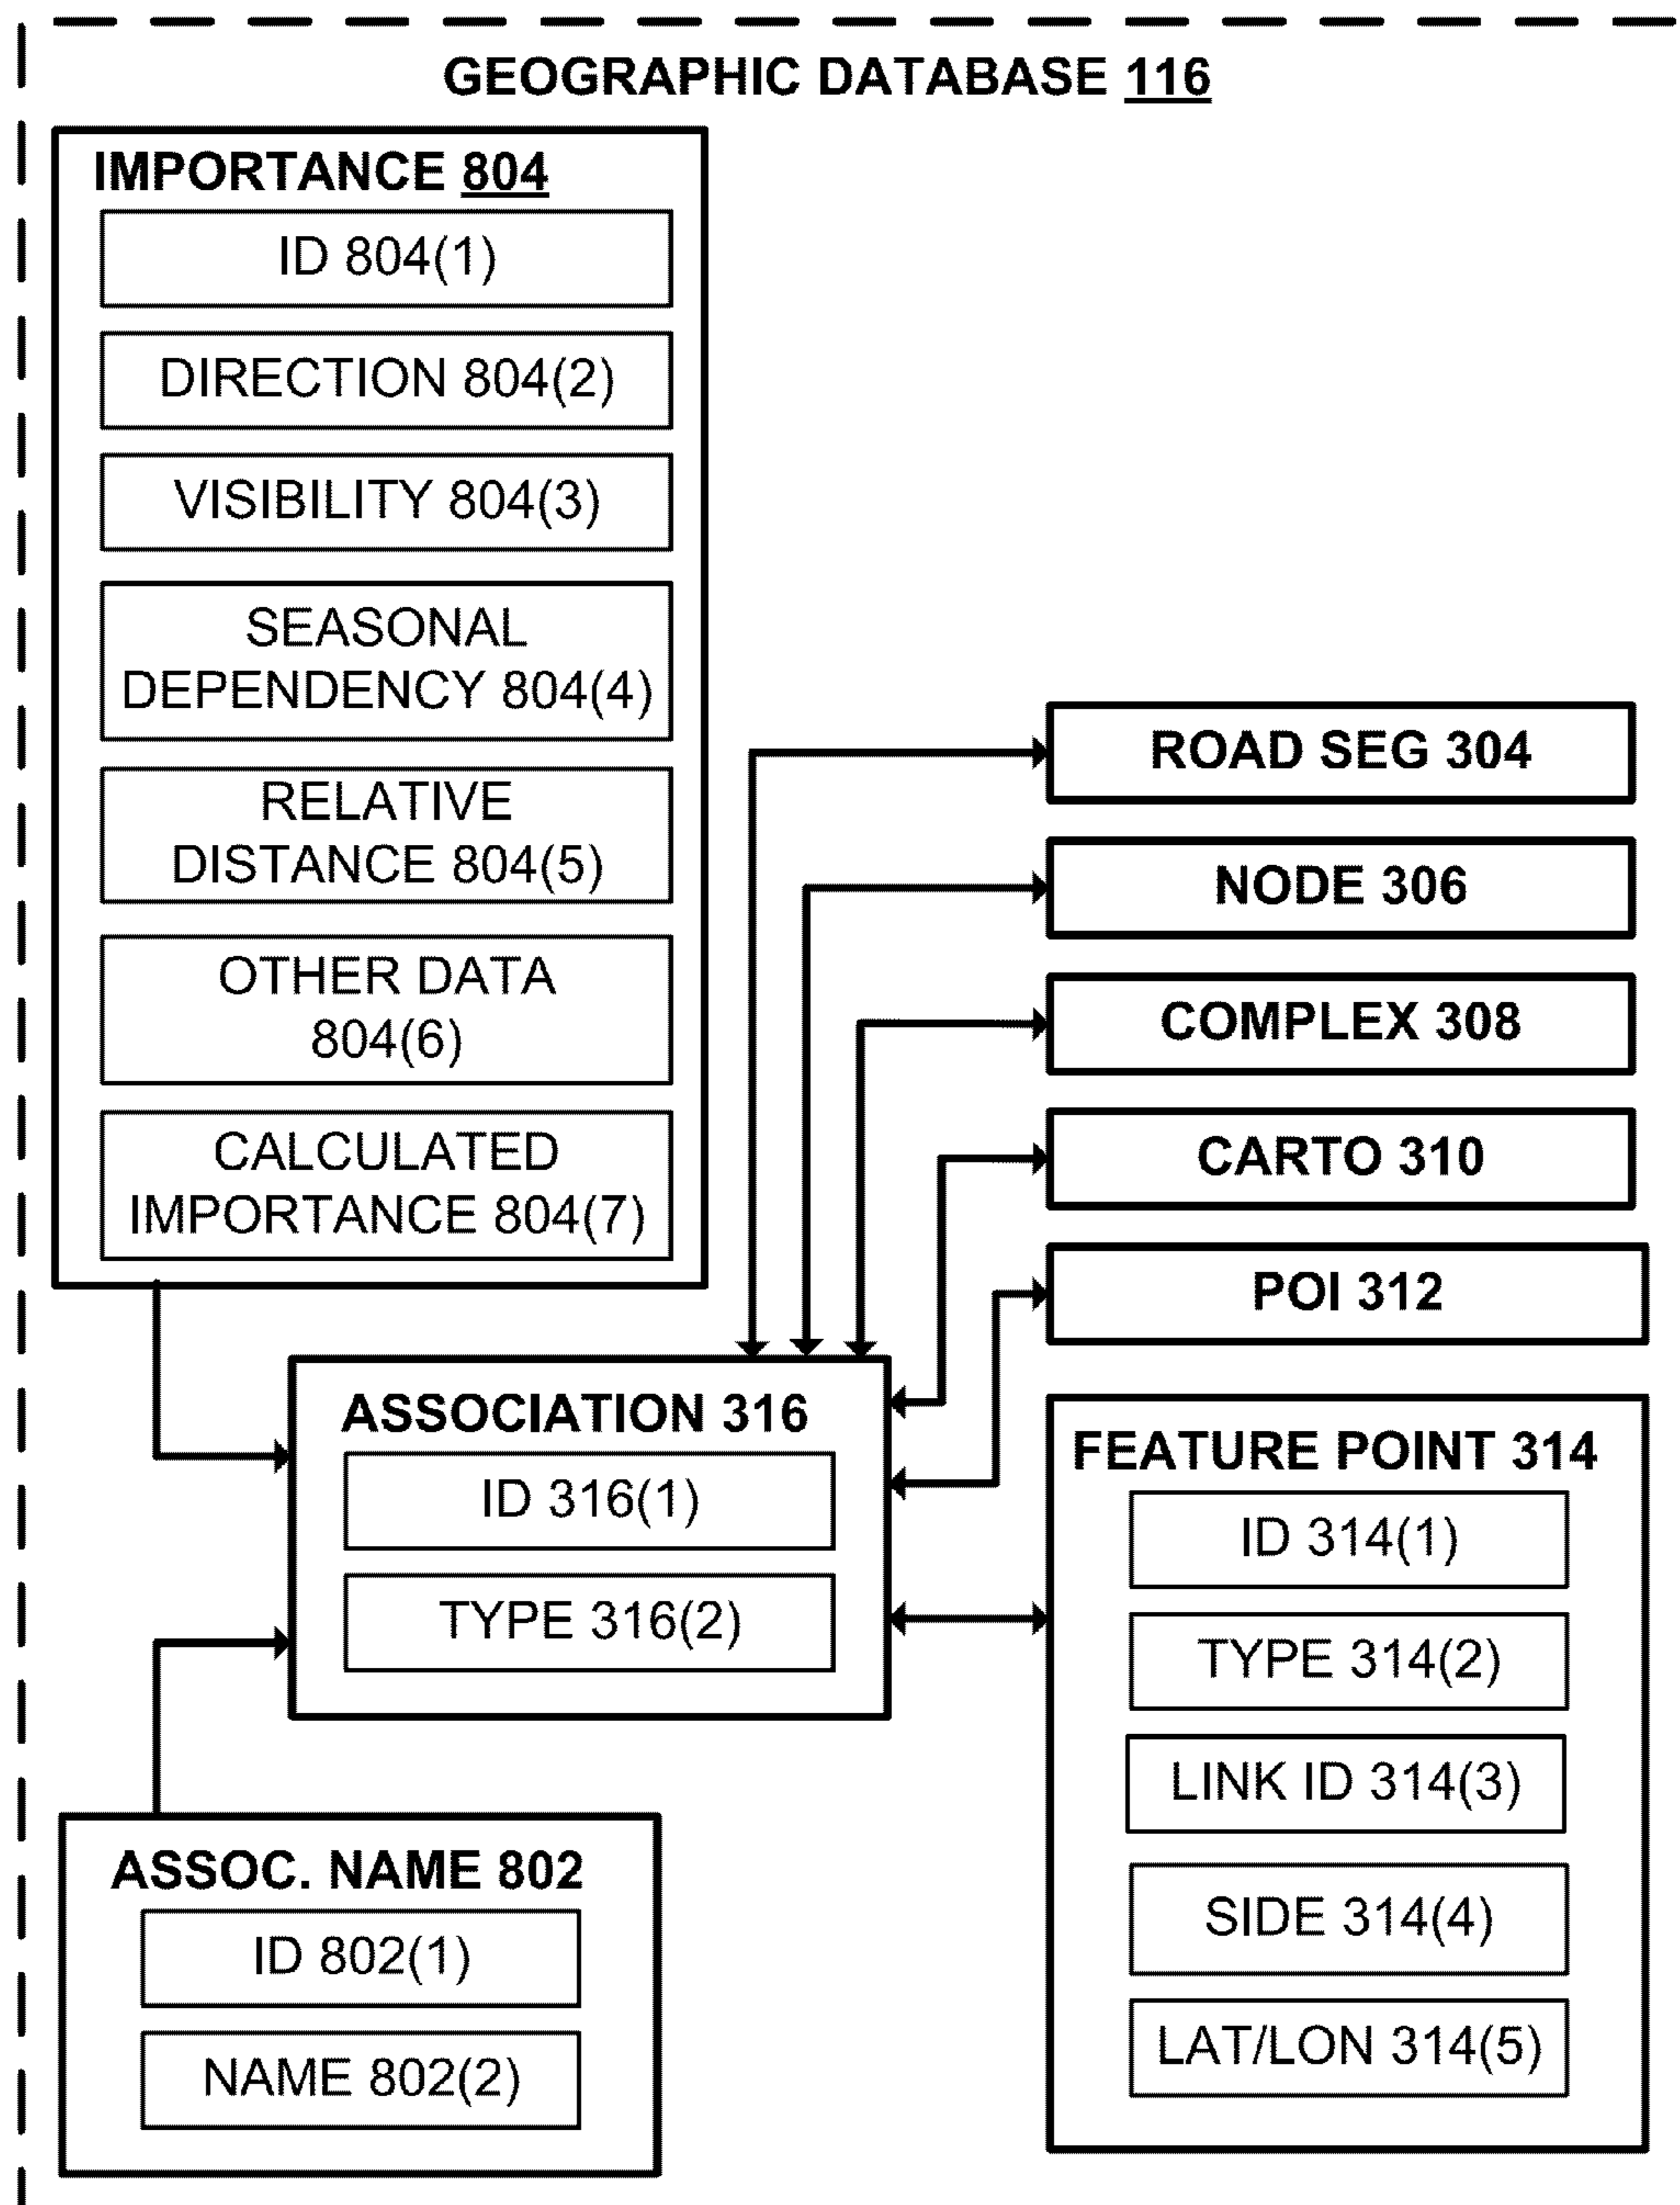 GEOGRAPHIC DATABASE 116
IMPORTANCE 804
ID 804(1)
DIRECTION 804(2)
VISIBILITY 804(3)
SEASONAL
DEPENDENCY 804(4)
RELATIVE
DISTANCE 804(5)
OTHER DATA
804(6)
CALCULATED
IMPORTANCE 804(7)
ROAD SEG 304
NODE 306
COMPLEX 308
CARTO 310
POI 312
ASSOCIATION 316
ID 316(1)
TYPE 316(2)
FEATURE POINT 314
ID 314(1)
TYPE 314(2)
LINK ID 314(3)
SIDE 314(4)
LAT/LON 314(5)
ASSOC. NAME 802
ID 802(1)
NAME 802(2)